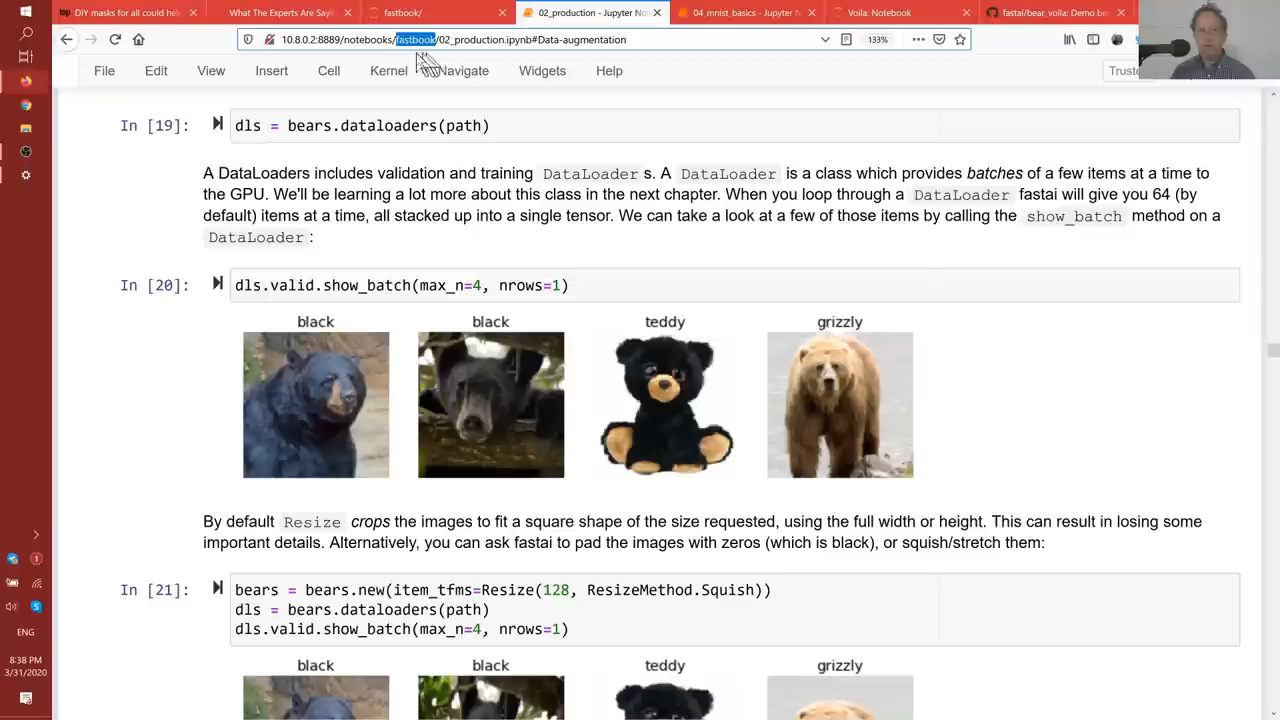 DIY masks for all could hel
What The Experts Are Sayin
fastbook/
02_production - Jupyter Not
04_mnist_basics - Jupyter N
Voila: Notebook
fastai/bear_voila: Demo be
10.8.0.2:8889/notebooks/fastbook/02_production.ipynb#Data-augmentation
133%
File Edit View Insert Cell Kernel Navigate Widgets Help
Truste
In [19]: dls = bears.dataloaders(path)
A DataLoaders includes validation and training DataLoader s. A DataLoader is a class which provides batches of a few items at a time to
the GPU. We'll be learning a lot more about this class in the next chapter. When you loop through a DataLoader fastai will give you 64 (by
default) items at a time, all stacked up into a single tensor. We can take a look at a few of those items by calling the show_batch method on a
DataLoader :
In [20]: dls.valid.show_batch(max_n=4, nrows=1)
black black teddy grizzly
By default Resize crops the images to fit a square shape of the size requested, using the full width or height. This can result in losing some
important details. Alternatively, you can ask fastai to pad the images with zeros (which is black), or squish/stretch them:
In [21]: bears = bears.new(item_tfms=Resize(128, ResizeMethod.Squish))
dls = bears.dataloaders(path)
dls.valid.show_batch(max_n=4, nrows=1)
black black teddy grizzly
ENG
8:38 PM
3/31/2020